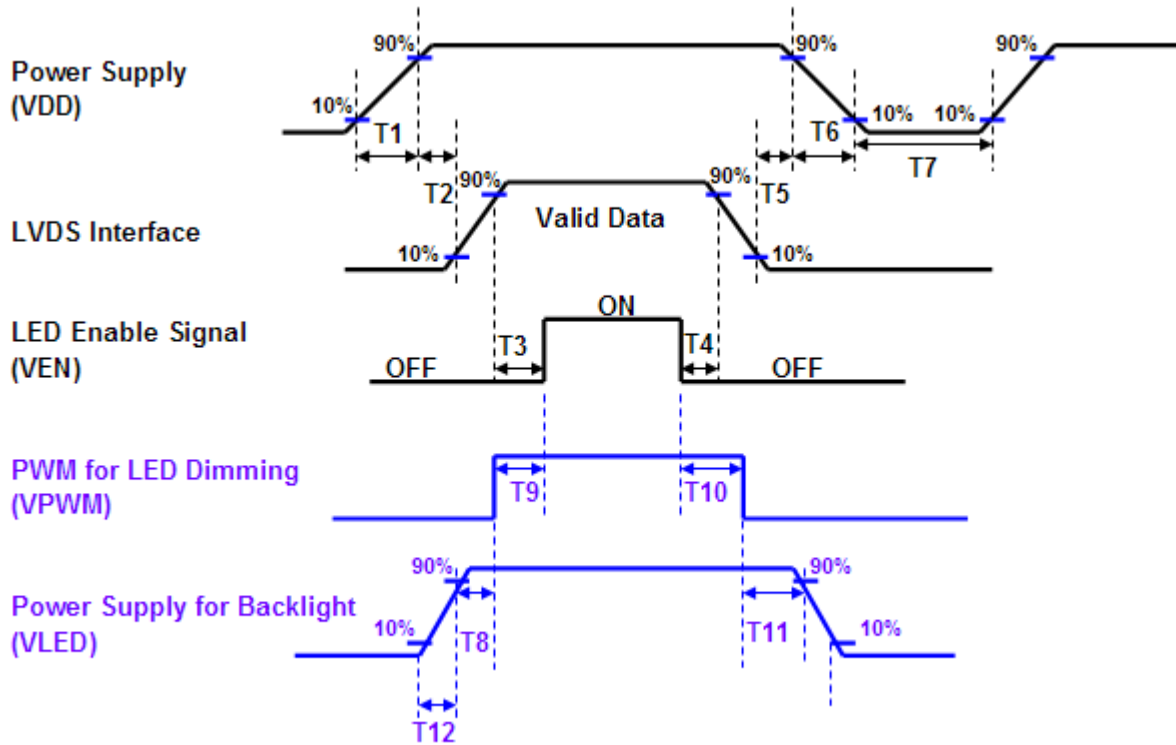 90%
90%
90%
Power Supply
(VDD)
10%
10%
10%
T1
T6
T7
T2
T5
90%
90%
Valid Data
LVDS Interface
10%
10%
ON
LED Enable Signal
(VEN)
T3
T4
OFF
OFF
PWM for LED Dimming
(VPWM)
T9
T10
90%
90%
Power Supply for Backlight
(VLED)
10%
10%
T8
T11
T12